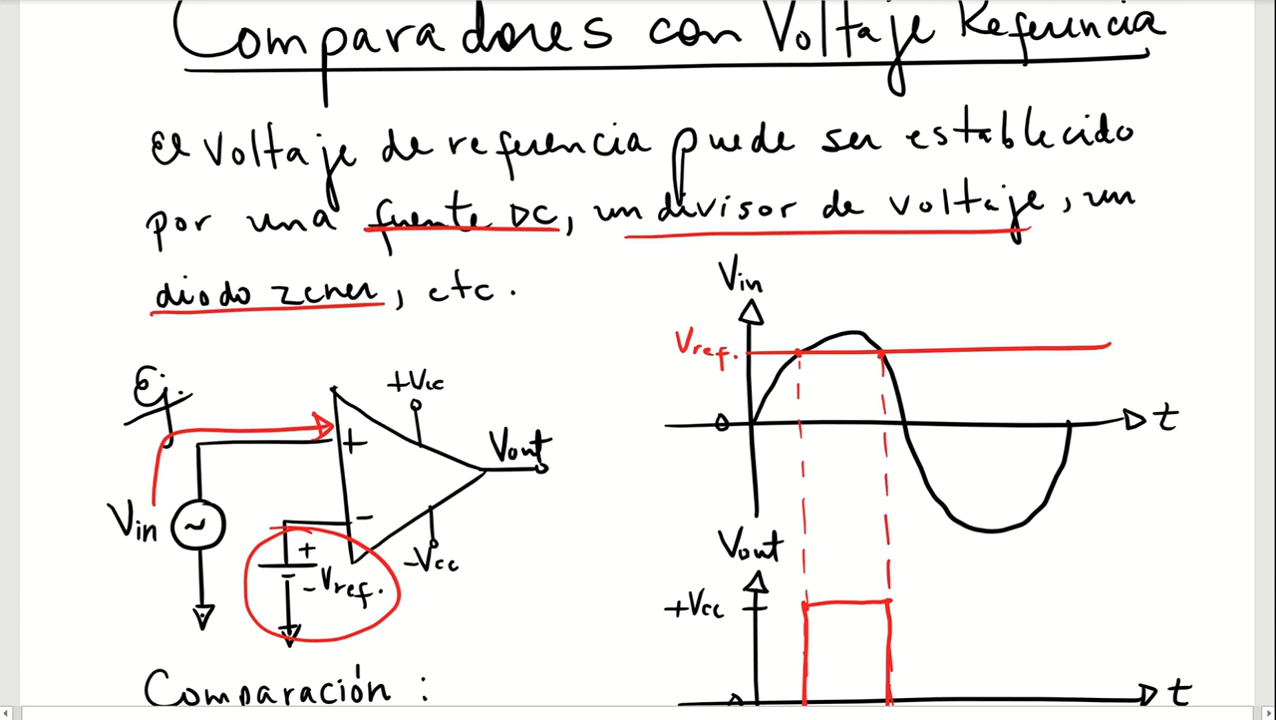 Comparadores con Voltaje Referencia
El voltaje de referencia puede ser establecido
por una fuente DC, un divisor de voltaje, un
diodo zener, etc.
Ej.
+Vcc
+
Vout
Vin
~
-
+
-Vcc
- Vref.
Comparación :
Vin
Vref.
0
t
Vout
+Vcc
0
t